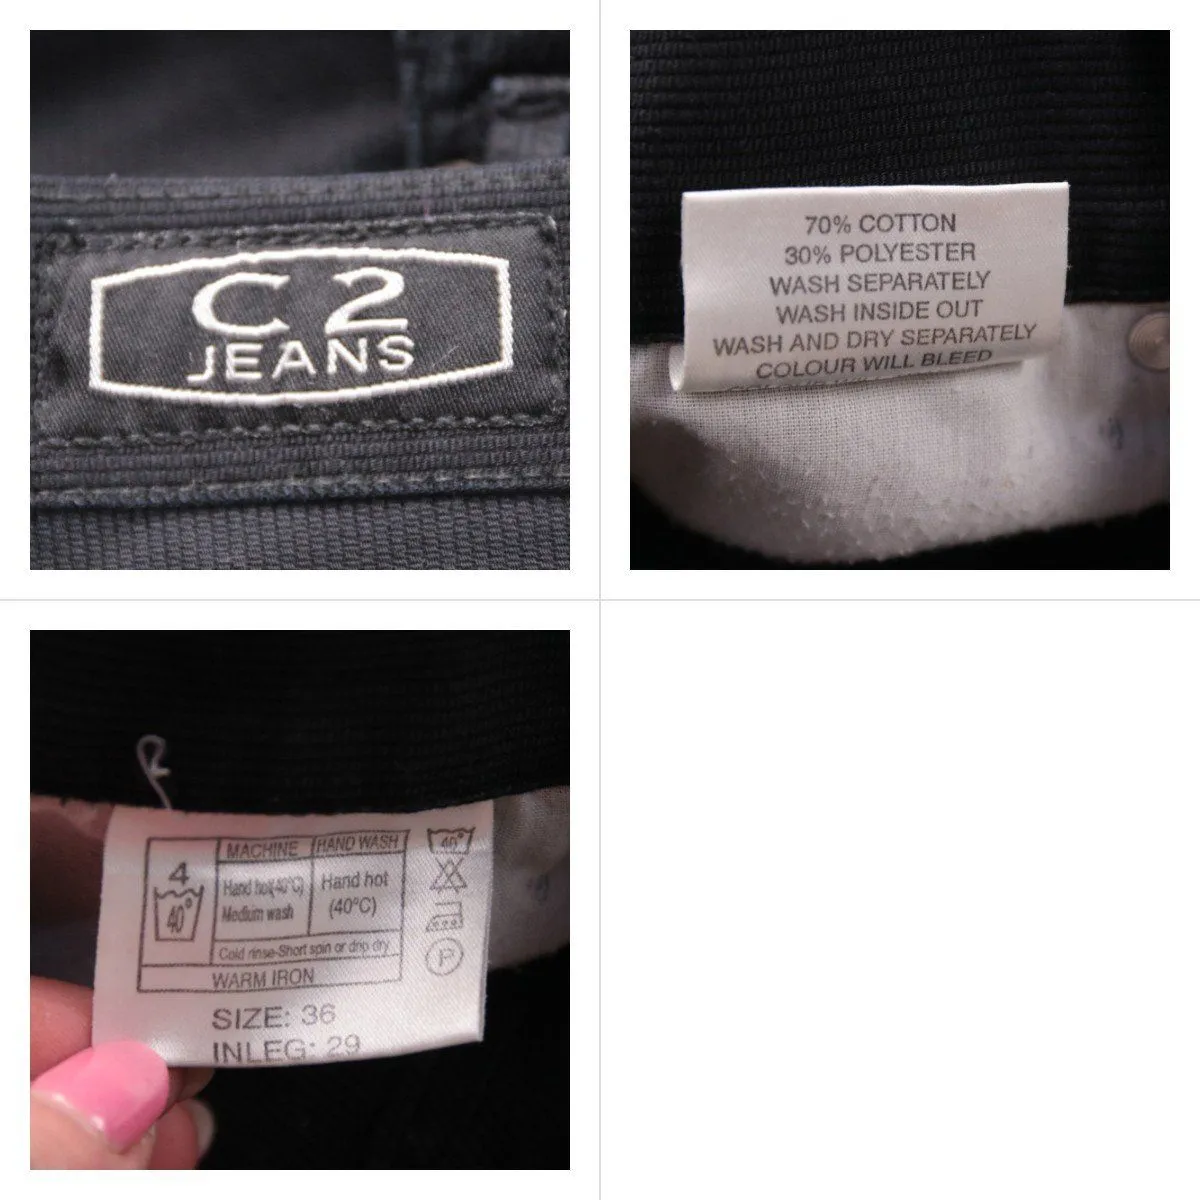 C 2
JEANS
70% COTTON
30% POLYESTER
WASH SEPARATELY
WASH INSIDE OUT
WASH AND DRY SEPARATELY
COLOUR WILL BLEED
4
40°
MACHINE
HAND WASH
Hand hot(40°C)
Medium wash
Hand hot
(40°C)
Cold rinse-Short spin or drip dry
WARM IRON
40°
P
SIZE: 36
INLEG: 29